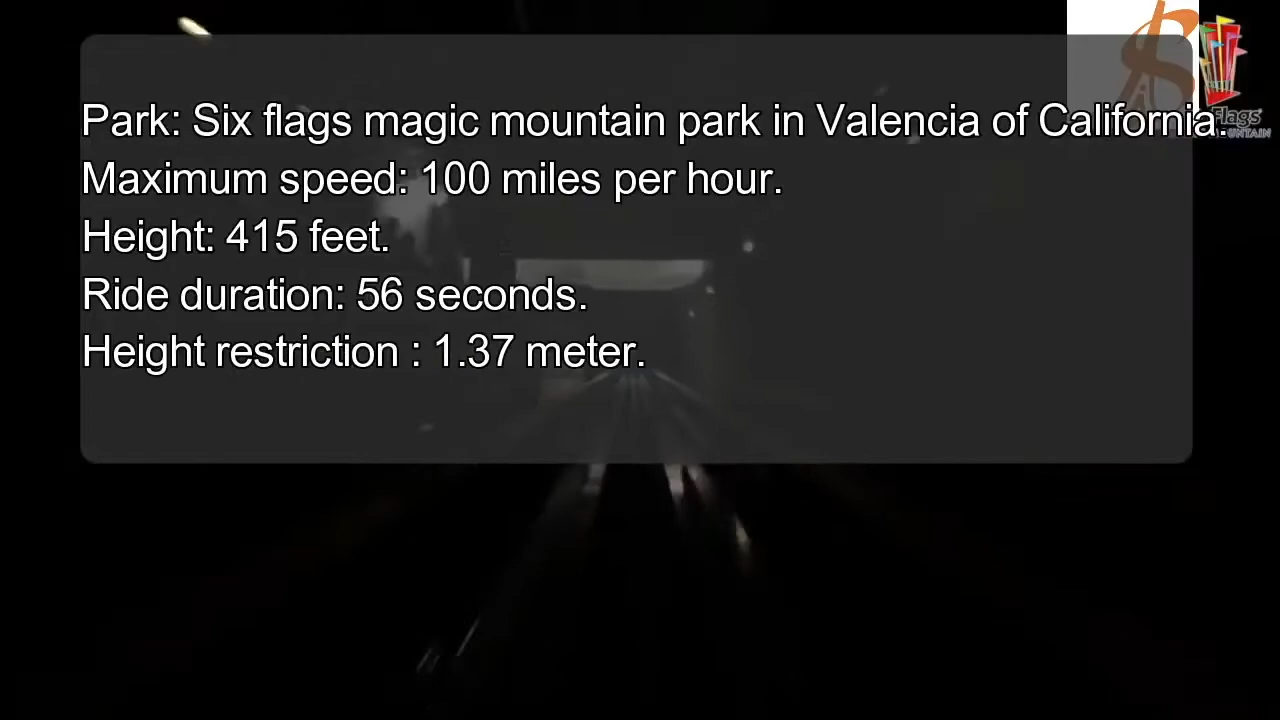 Park: Six flags magic mountain park in Valencia of California.
Maximum speed: 100 miles per hour.
Height: 415 feet.
Ride duration: 56 seconds.
Height restriction : 1.37 meter.
Flags